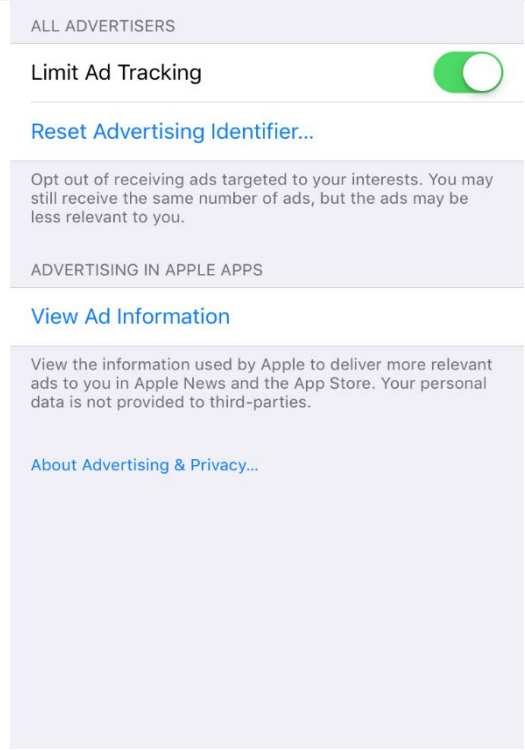 ALL ADVERTISERS
Limit Ad Tracking
Reset Advertising Identifier...
Opt out of receiving ads targeted to your interests. You may
still receive the same number of ads, but the ads may be
less relevant to you.
ADVERTISING IN APPLE APPS
View Ad Information
View the information used by Apple to deliver more relevant
ads to you in Apple News and the App Store. Your personal
data is not provided to third-parties.
About Advertising & Privacy...